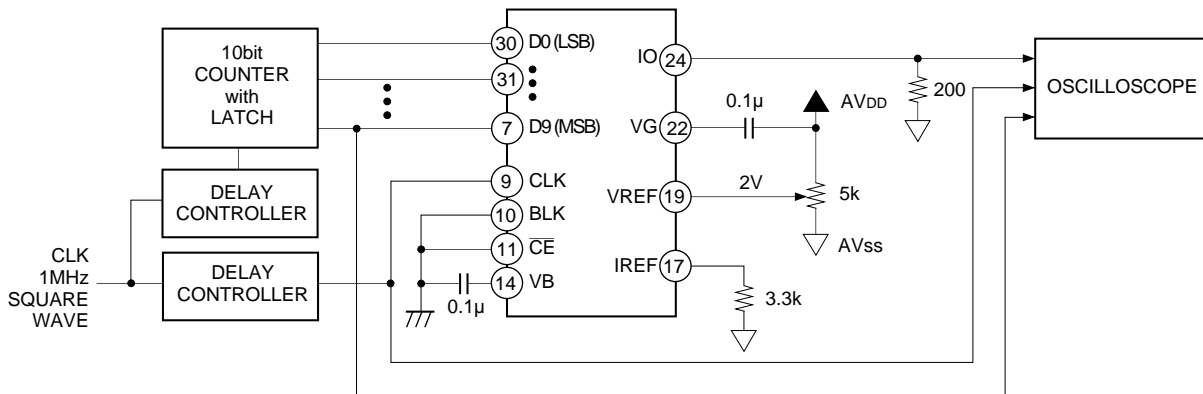 10bit
COUNTER
with
LATCH
DELAY
CONTROLLER
DELAY
CONTROLLER
CLK
1MHz
SQUARE
WAVE
30 D0 (LSB)
31
7 D9 (MSB)
9 CLK
10 BLK
11 CE
14 VB
0.1µ
IO 24
VG 22
VREF 19
IREF 17
0.1µ
AVDD
2V
5k
AVss
3.3k
200
OSCILLOSCOPE